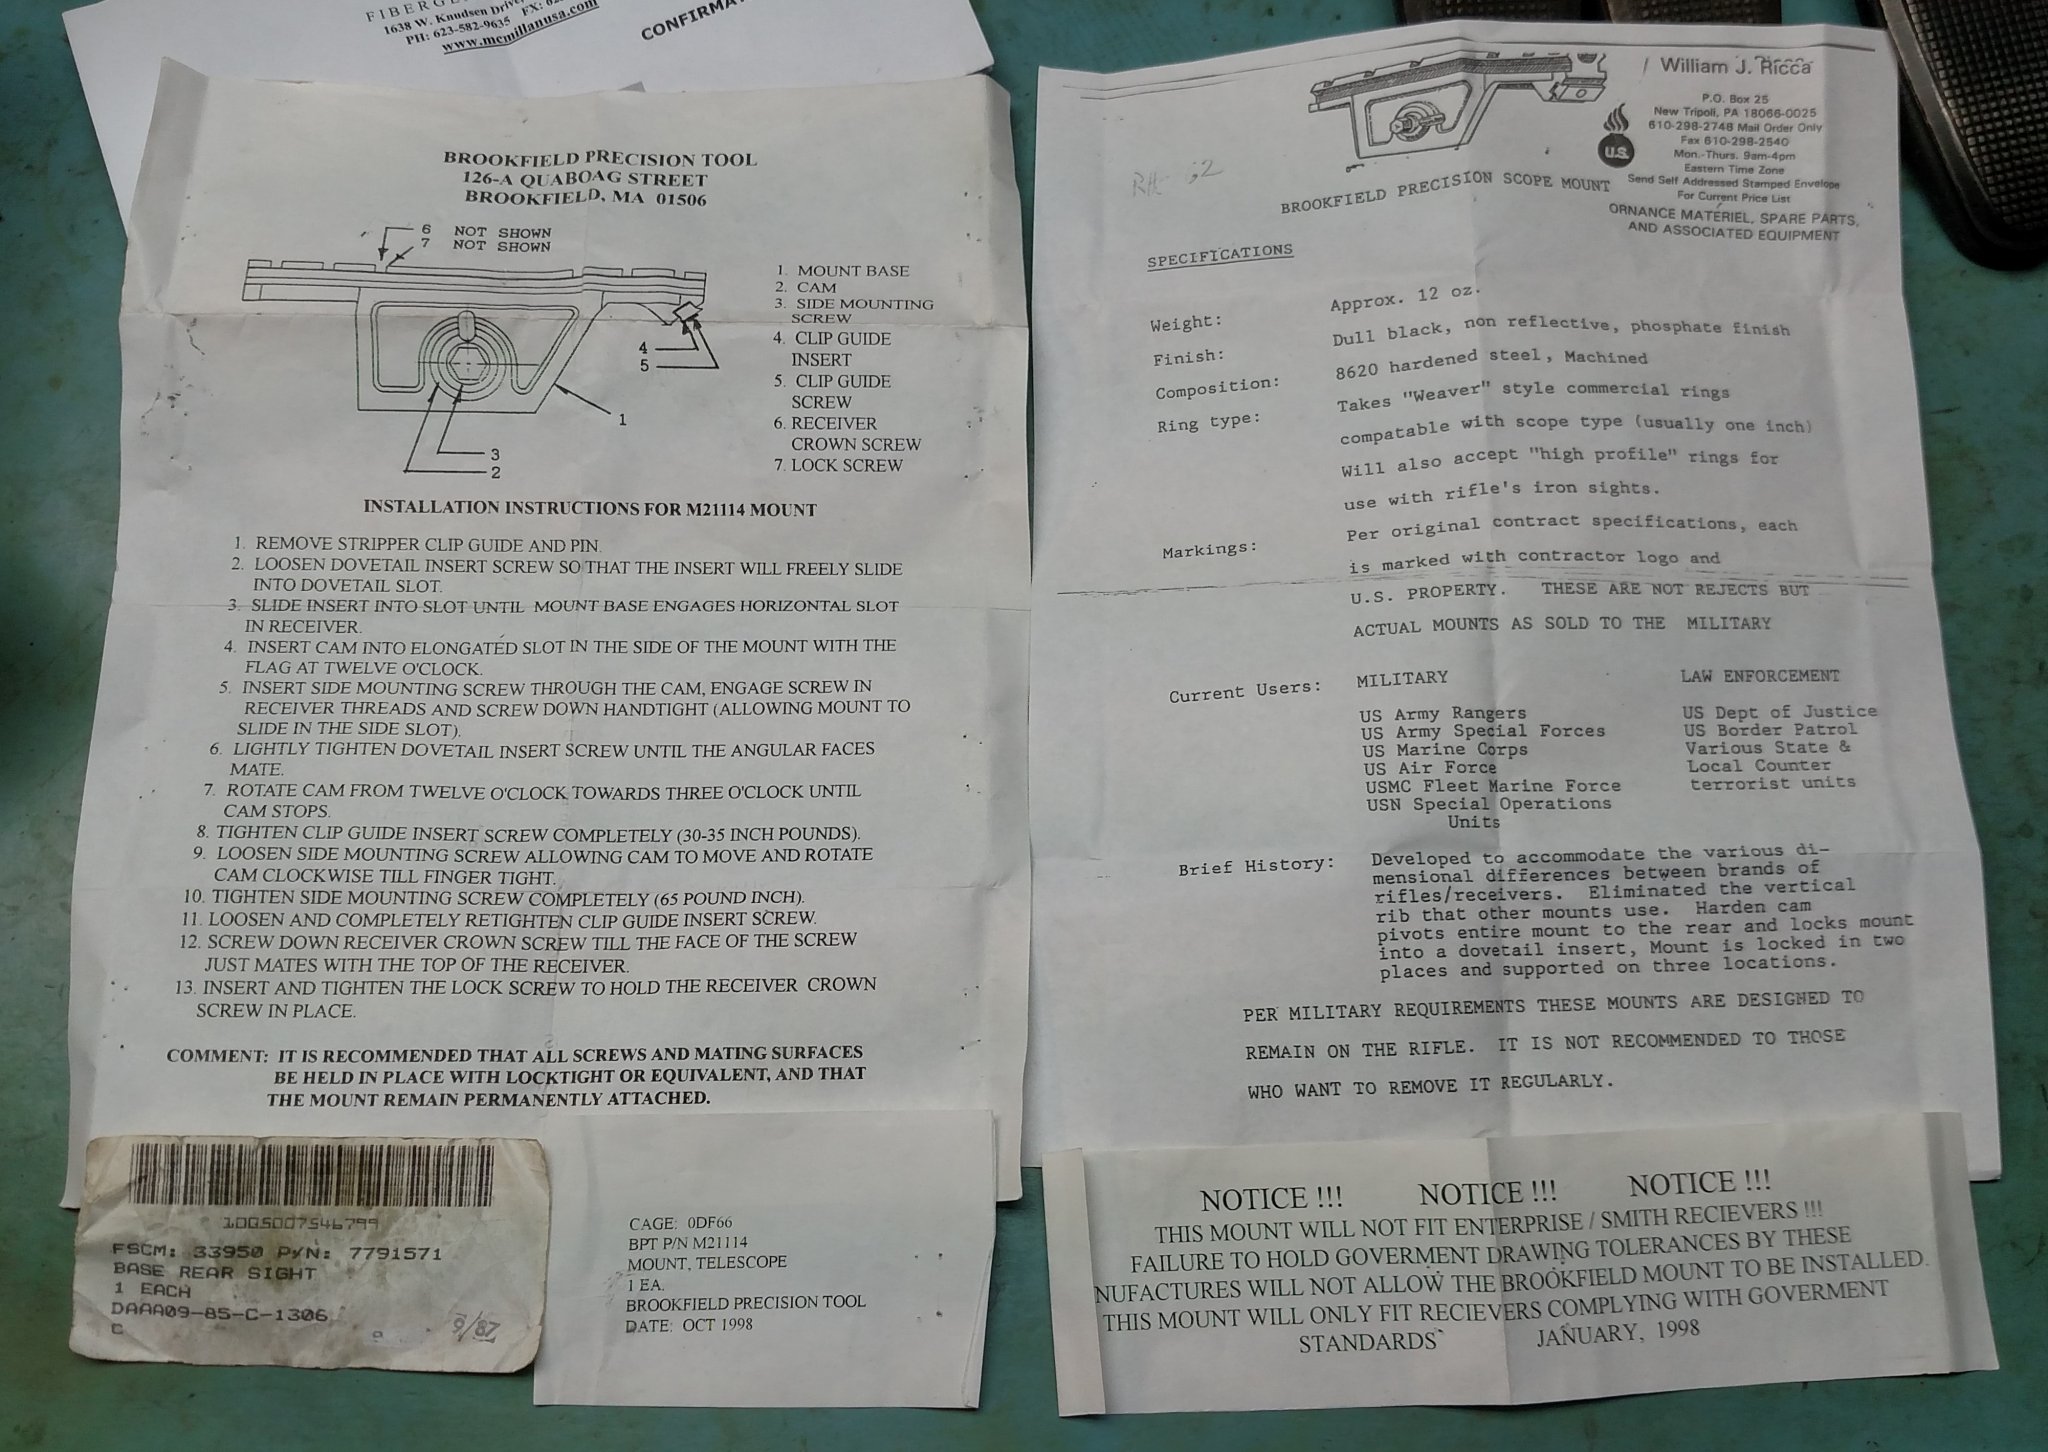 1638 W. Knudsen Drive,
PH: 623-582-9635 FX:
www.mcmillanusa.com
BROOKFIELD PRECISION TOOL
126-A QUABOAG STREET
BROOKFIELD, MA 01506
6 NOT SHOWN
7 NOT SHOWN
4
5
1
3
2
1. MOUNT BASE
2. CAM
3. SIDE MOUNTING
SCREW
4. CLIP GUIDE
INSERT
5. CLIP GUIDE
SCREW
6. RECEIVER
CROWN SCREW
7. LOCK SCREW
INSTALLATION INSTRUCTIONS FOR M21114 MOUNT
1. REMOVE STRIPPER CLIP GUIDE AND PIN.
2. LOOSEN DOVETAIL INSERT SCREW SO THAT THE INSERT WILL FREELY SLIDE
INTO DOVETAIL SLOT.
3. SLIDE INSERT INTO SLOT UNTIL MOUNT BASE ENGAGES HORIZONTAL SLOT
IN RECEIVER.
4. INSERT CAM INTO ELONGATED SLOT IN THE SIDE OF THE MOUNT WITH THE
FLAG AT TWELVE O'CLOCK.
5. INSERT SIDE MOUNTING SCREW THROUGH THE CAM, ENGAGE SCREW IN
RECEIVER THREADS AND SCREW DOWN HANDTIGHT (ALLOWING MOUNT TO
SLIDE IN THE SIDE SLOT).
6. LIGHTLY TIGHTEN DOVETAIL INSERT SCREW UNTIL THE ANGULAR FACES
MATE.
7. ROTATE CAM FROM TWELVE O'CLOCK TOWARDS THREE O'CLOCK UNTIL
CAM STOPS.
8. TIGHTEN CLIP GUIDE INSERT SCREW COMPLETELY (30-35 INCH POUNDS).
9. LOOSEN SIDE MOUNTING SCREW ALLOWING CAM TO MOVE AND ROTATE
CAM CLOCKWISE TILL FINGER TIGHT.
10. TIGHTEN SIDE MOUNTING SCREW COMPLETELY (65 POUND INCH).
11. LOOSEN AND COMPLETELY RETIGHTEN CLIP GUIDE INSERT SCREW.
12. SCREW DOWN RECEIVER CROWN SCREW TILL THE FACE OF THE SCREW
JUST MATES WITH THE TOP OF THE RECEIVER.
13. INSERT AND TIGHTEN THE LOCK SCREW TO HOLD THE RECEIVER CROWN
SCREW IN PLACE.
COMMENT: IT IS RECOMMENDED THAT ALL SCREWS AND MATING SURFACES
BE HELD IN PLACE WITH LOCKTIGHT OR EQUIVALENT, AND THAT
THE MOUNT REMAIN PERMANENTLY ATTACHED.
FSCM: 33950 P/N: 7791571
BASE REAR SIGHT
1 EACH
DAAA09-85-C-1306
C
9/87
CAGE: 0DF66
BPT P/N M21114
MOUNT, TELESCOPE
1 EA.
BROOKFIELD PRECISION TOOL
DATE: OCT 1998
William J. Ricca
P.O. Box 25
New Tripoli, PA 18066-0025
610-298-2748 Mail Order Only
Fax 610-298-2540
Mon.-Thurs. 9am-4pm
Eastern Time Zone
Send Self Addressed Stamped Envelope
For Current Price List
U.S.
ORNANCE MATERIEL, SPARE PARTS,
AND ASSOCIATED EQUIPMENT
BROOKFIELD PRECISION SCOPE MOUNT
SPECIFICATIONS
Weight: Approx. 12 oz.
Finish: Dull black, non reflective, phosphate finish
Composition: 8620 hardened steel, Machined
Ring type: Takes "Weaver" style commercial rings
compatable with scope type (usually one inch)
Will also accept "high profile" rings for
use with rifle's iron sights.
Markings: Per original contract specifications, each
is marked with contractor logo and
U.S. PROPERTY. THESE ARE NOT REJECTS BUT
ACTUAL MOUNTS AS SOLD TO THE MILITARY
Current Users: MILITARY LAW ENFORCEMENT
US Army Rangers US Dept of Justice
US Army Special Forces US Border Patrol
US Marine Corps Various State &
US Air Force Local Counter
USMC Fleet Marine Force terrorist units
USN Special Operations
Units
Brief History: Developed to accommodate the various di-
mensional differences between brands of
rifles/receivers. Eliminated the vertical
rib that other mounts use. Harden cam
pivots entire mount to the rear and locks mount
into a dovetail insert, Mount is locked in two
places and supported on three locations.
PER MILITARY REQUIREMENTS THESE MOUNTS ARE DESIGNED TO
REMAIN ON THE RIFLE. IT IS NOT RECOMMENDED TO THOSE
WHO WANT TO REMOVE IT REGULARLY.
NOTICE !!! NOTICE !!! NOTICE !!!
THIS MOUNT WILL NOT FIT ENTERPRISE / SMITH RECIEVERS !!!
FAILURE TO HOLD GOVERMENT DRAWING TOLERANCES BY THESE
NUFACTURES WILL NOT ALLOW THE BROOKFIELD MOUNT TO BE INSTALLED.
THIS MOUNT WILL ONLY FIT RECIEVERS COMPLYING WITH GOVERMENT
STANDARDS JANUARY, 1998